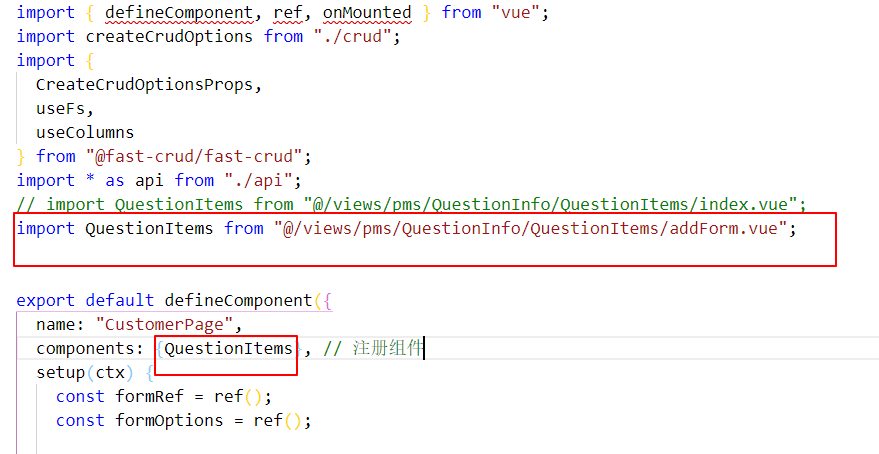 import { defineComponent, ref, onMounted } from "vue";
import createCrudOptions from "./crud";
import {
  CreateCrudOptionsProps,
  useFs,
  useColumns
} from "@fast-crud/fast-crud";
import * as api from "./api";
// import QuestionItems from "@/views/pms/QuestionInfo/QuestionItems/index.vue";
import QuestionItems from "@/views/pms/QuestionInfo/QuestionItems/addForm.vue";
export default defineComponent({
  name: "CustomerPage",
  components: {QuestionItems}, // 注册组件
  setup(ctx) {
    const formRef = ref();
    const formOptions = ref();